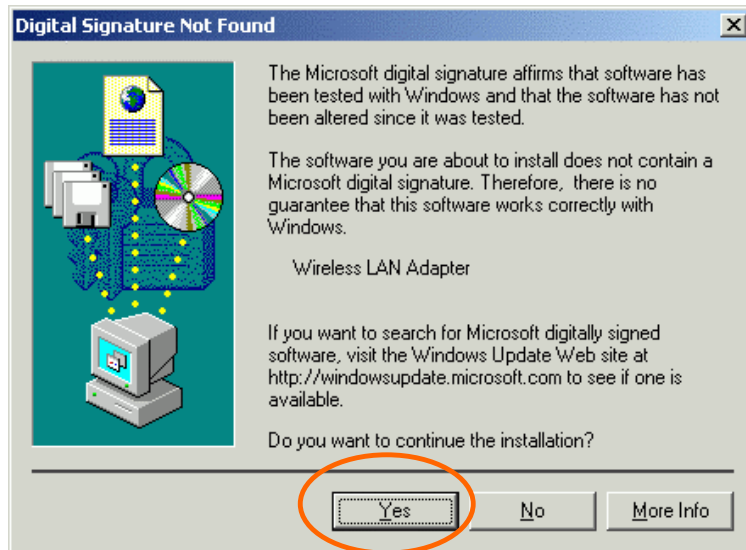 Digital Signature Not Found
The Microsoft digital signature affirms that software has
been tested with Windows and that the software has not
been altered since it was tested.
The software you are about to install does not contain a
Microsoft digital signature. Therefore,  there is no
guarantee that this software works correctly with
Windows.
Wireless LAN Adapter
If you want to search for Microsoft digitally signed
software, visit the Windows Update Web site at
http://windowsupdate.microsoft.com to see if one is
available.
Do you want to continue the installation?
Yes No More Info